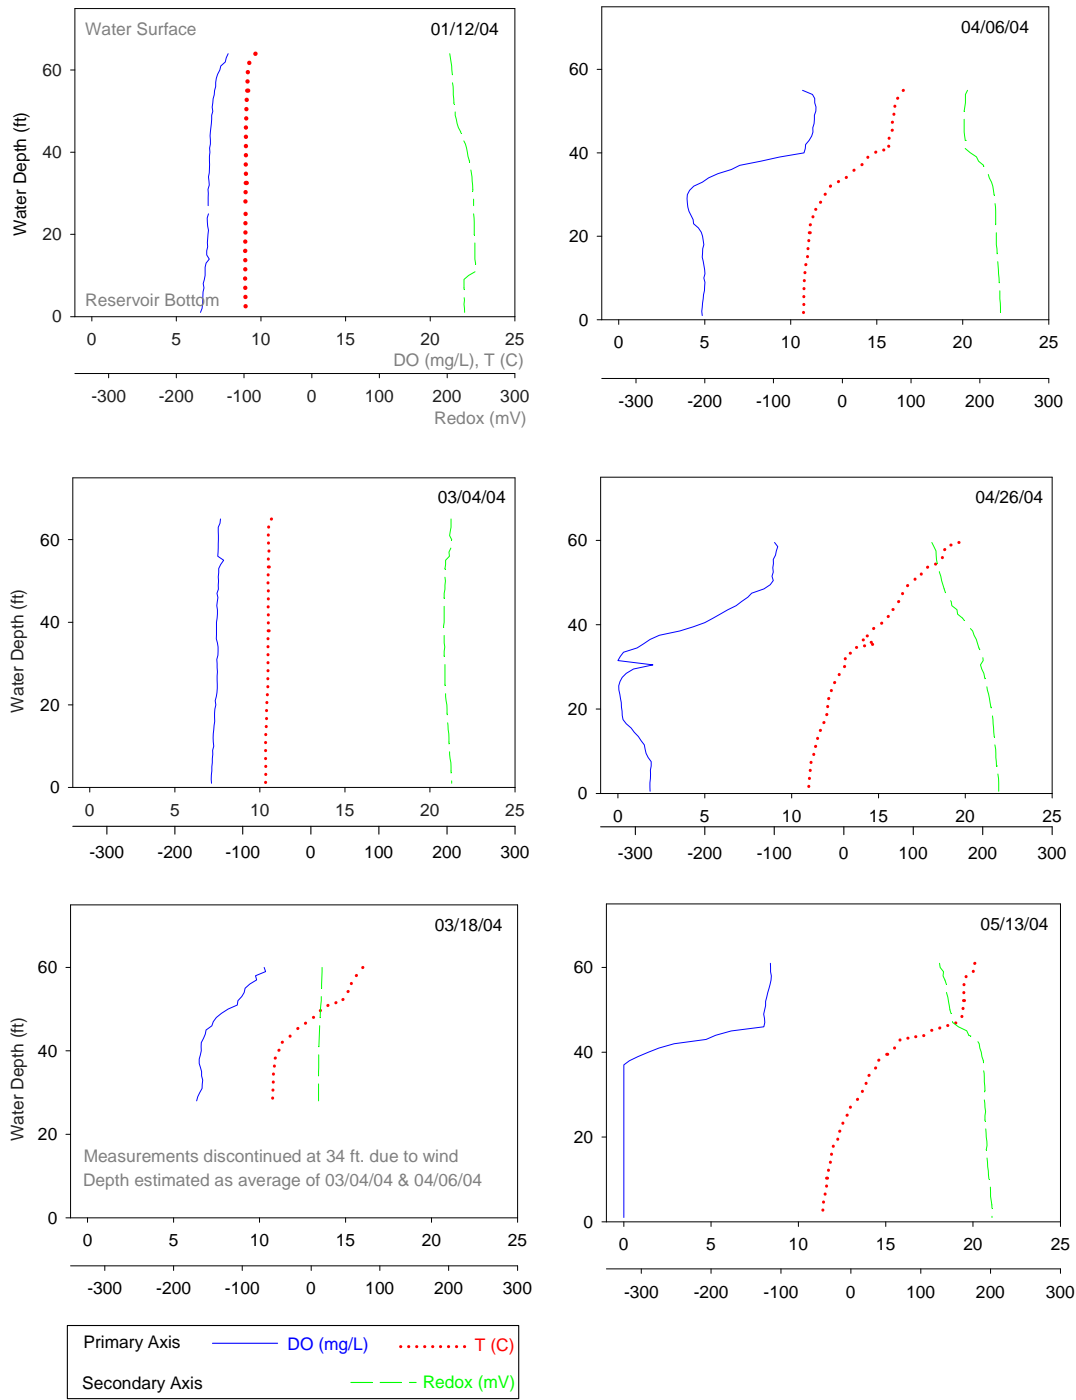 Water Surface
01/12/04
60
40
20
0
Water Depth (ft)
Reservoir Bottom
0 5 10 15 20 25
DO (mg/L), T (C)
-300 -200 -100 0 100 200 300
Redox (mV)
04/06/04
60
40
20
0
0 5 10 15 20 25
-300 -200 -100 0 100 200 300
03/04/04
60
40
20
0
Water Depth (ft)
0 5 10 15 20 25
-300 -200 -100 0 100 200 300
04/26/04
60
40
20
0
0 5 10 15 20 25
-300 -200 -100 0 100 200 300
03/18/04
60
40
20
0
Water Depth (ft)
Measurements discontinued at 34 ft. due to wind
Depth estimated as average of 03/04/04 & 04/06/04
0 5 10 15 20 25
-300 -200 -100 0 100 200 300
05/13/04
60
40
20
0
0 5 10 15 20 25
-300 -200 -100 0 100 200 300
Primary Axis DO (mg/L) T (C)
Secondary Axis Redox (mV)